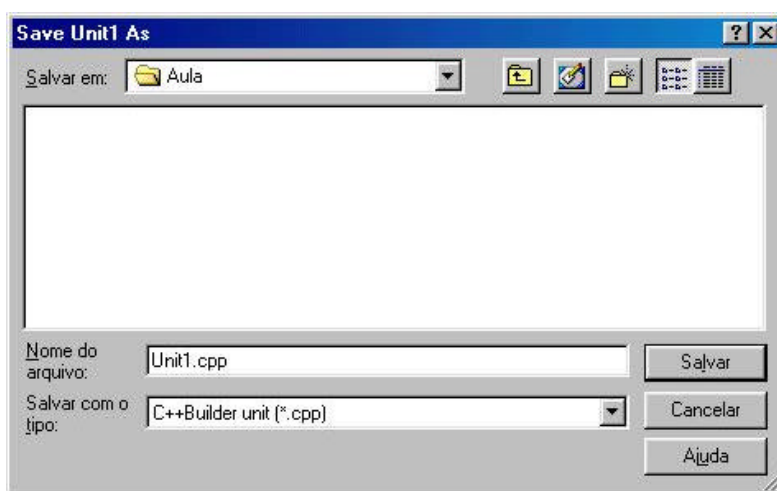 Save Unit1 As
Salvar em: Aula
Nome do
arquivo:
Unit1.cpp
Salvar
Salvar com o
tipo:
C++Builder unit (*.cpp)
Cancelar
Ajuda